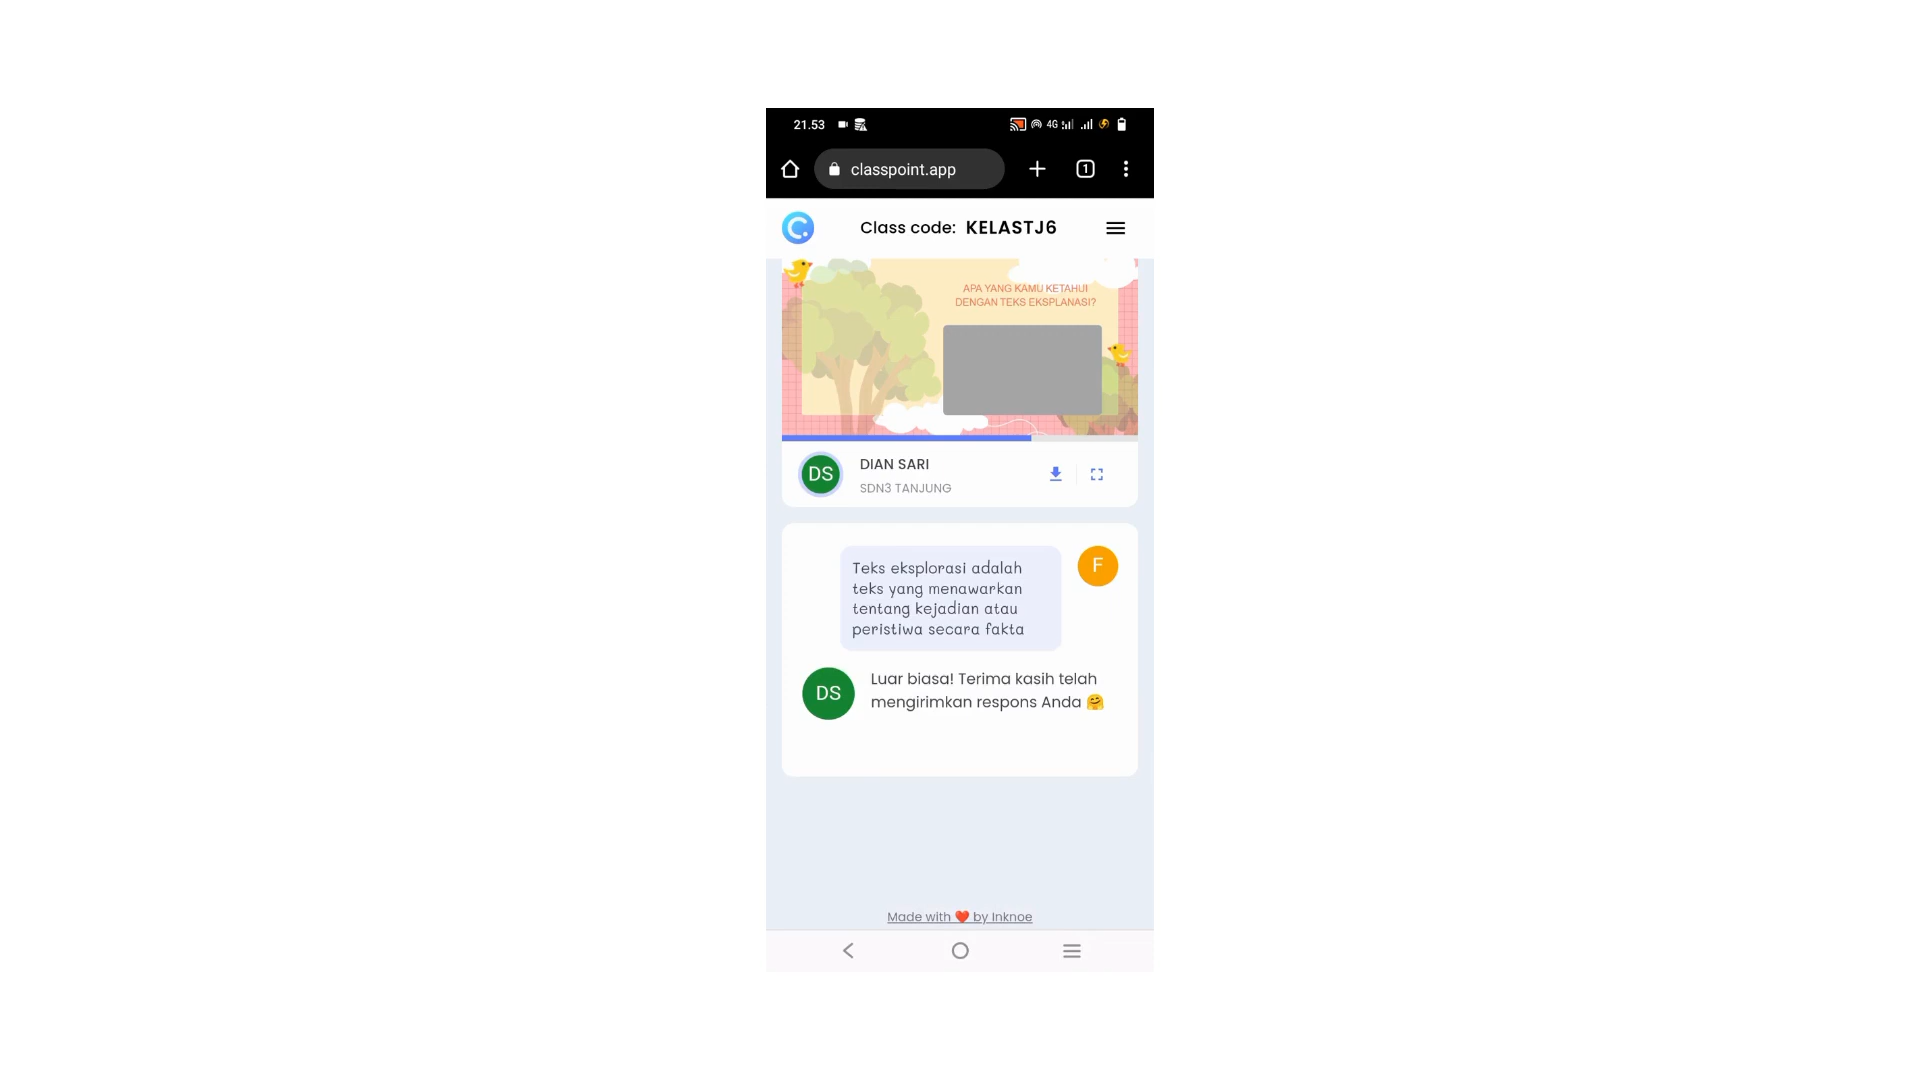 21.53
4G
classpoint.app
1
C.
Class code: KELASTJ6
APA YANG KAMU KETAHUI
DENGAN TEKS EKSPLANASI?
DS
DIAN SARI
SDN3 TANJUNG
Teks eksplorasi adalah
teks yang menawarkan
tentang kejadian atau
peristiwa secara fakta
F
DS
Luar biasa! Terima kasih telah
mengirimkan respons Anda 🤗
Made with ❤️ by Inknoe